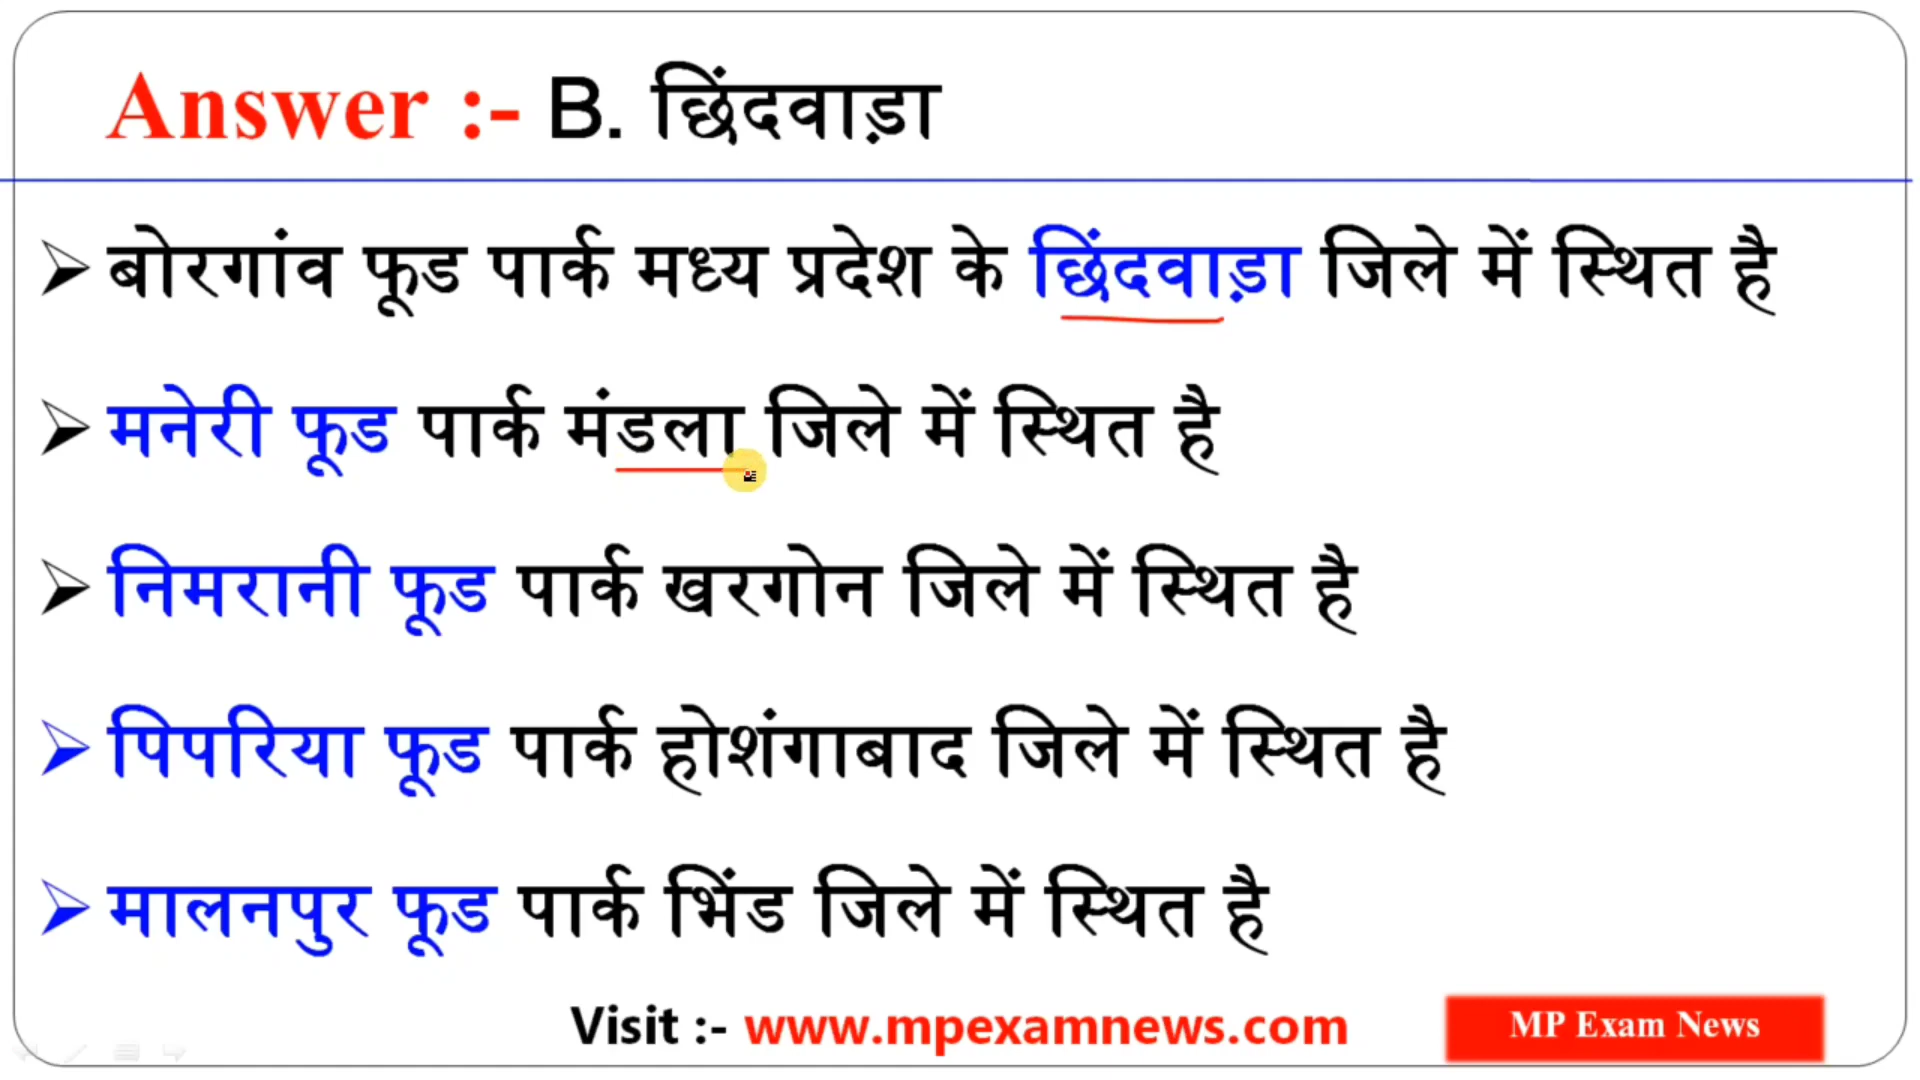 Answer :- B. छिंदवाड़ा
बोरगांव फूड पार्क मध्य प्रदेश के छिंदवाड़ा जिले में स्थित है
मनेरी फूड पार्क मंडला जिले में स्थित है
निमरानी फूड पार्क खरगोन जिले में स्थित है
पिपरिया फूड पार्क होशंगाबाद जिले में स्थित है
मालनपुर फूड पार्क भिंड जिले में स्थित है
Visit :- www.mpexamnews.com
MP Exam News